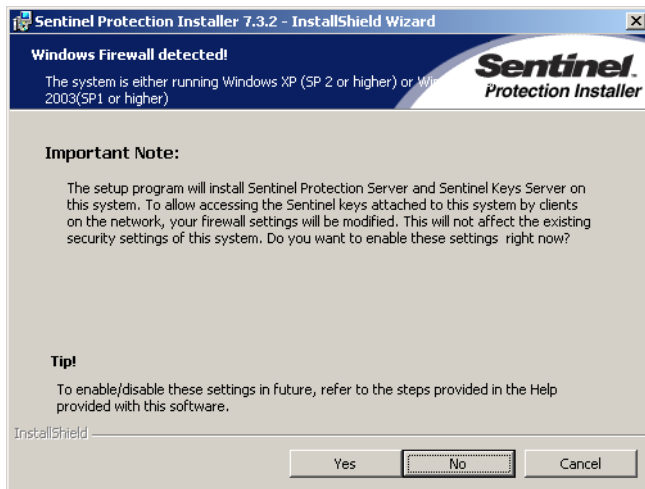 Sentinel Protection Installer 7.3.2 - InstallShield Wizard
Windows Firewall detected!
The system is either running Windows XP (SP 2 or higher) or
2003(SP1 or higher)
Sentinel.
Protection Installer
Important Note:
The setup program will install Sentinel Protection Server and Sentinel Keys Server on
this system. To allow accessing the Sentinel keys attached to this system by clients
on the network, your firewall settings will be modified. This will not affect the existing
security settings of this system. Do you want to enable these settings right now?
Tip!
To enable/disable these settings in future, refer to the steps provided in the Help
provided with this software.
InstallShield
Yes
No
Cancel